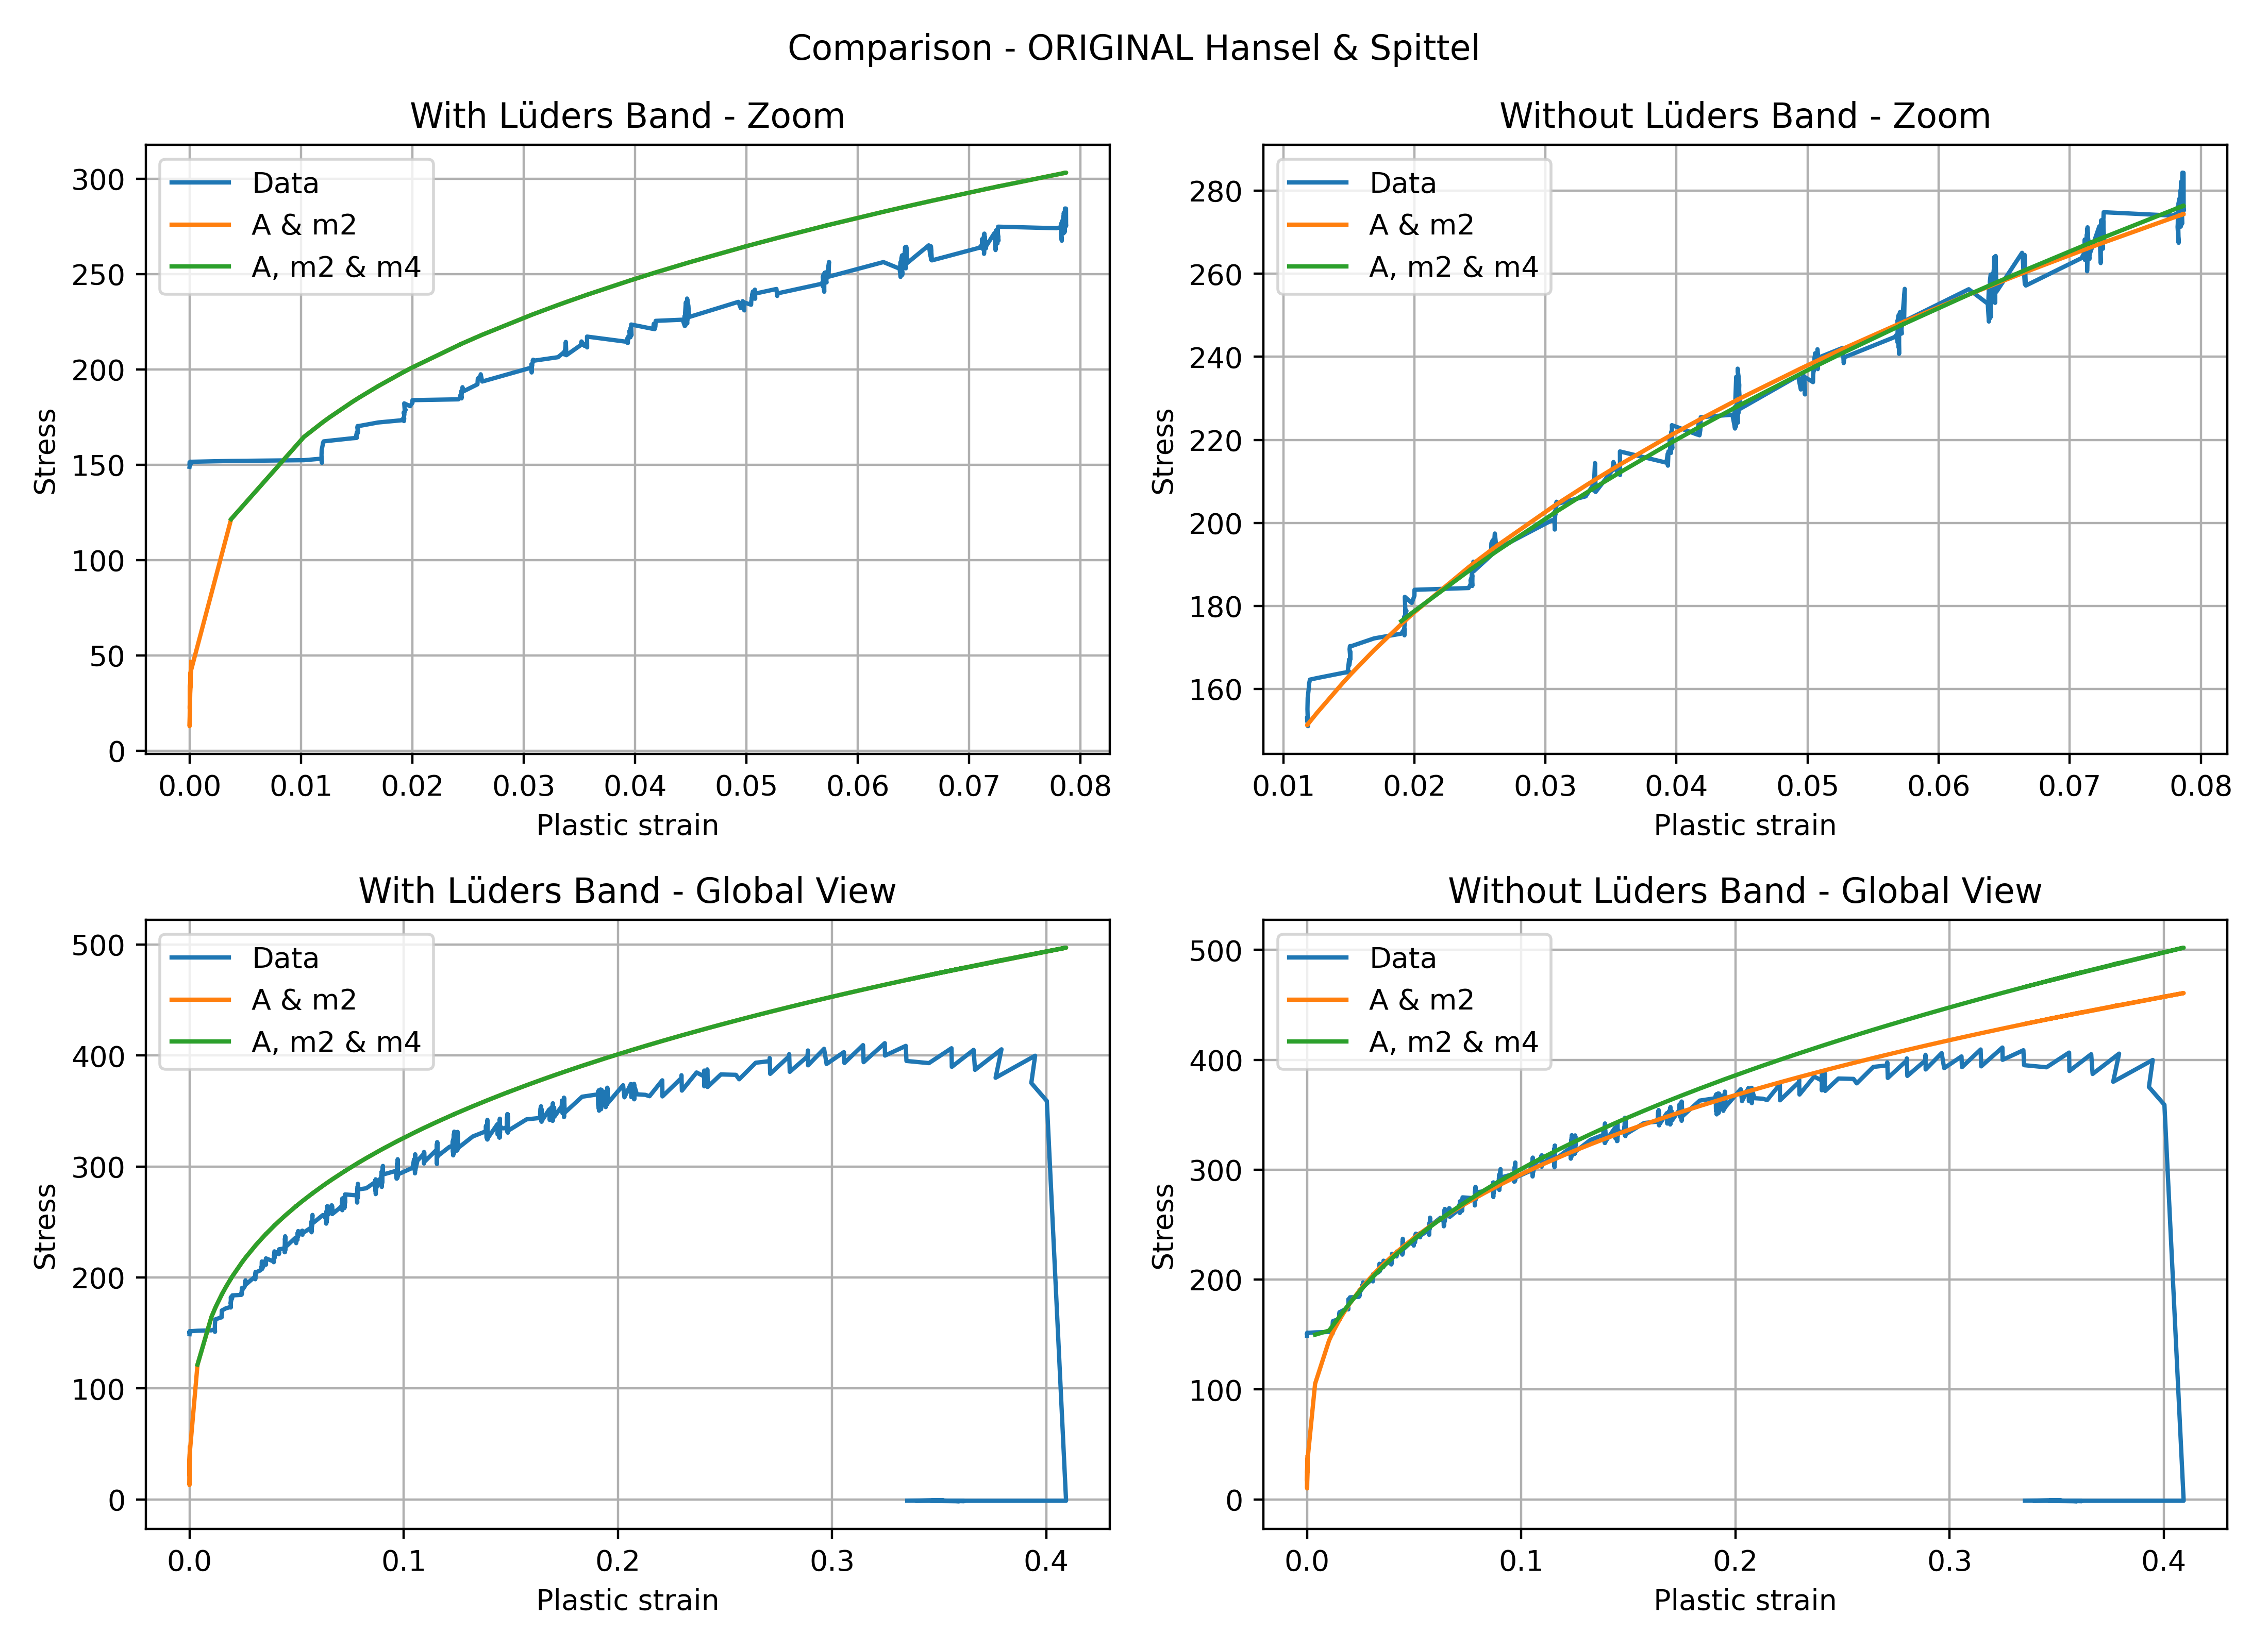 Comparison - ORIGINAL Hansel & Spittel
With Lüders Band - Zoom
Data
A & m2
A, m2 & m4
Stress
300
250
200
150
100
50
0
0.00 0.01 0.02 0.03 0.04 0.05 0.06 0.07 0.08
Plastic strain
Without Lüders Band - Zoom
Data
A & m2
A, m2 & m4
Stress
280
260
240
220
200
180
160
0.01 0.02 0.03 0.04 0.05 0.06 0.07 0.08
Plastic strain
With Lüders Band - Global View
Data
A & m2
A, m2 & m4
Stress
500
400
300
200
100
0
0.0 0.1 0.2 0.3 0.4
Plastic strain
Without Lüders Band - Global View
Data
A & m2
A, m2 & m4
Stress
500
400
300
200
100
0
0.0 0.1 0.2 0.3 0.4
Plastic strain